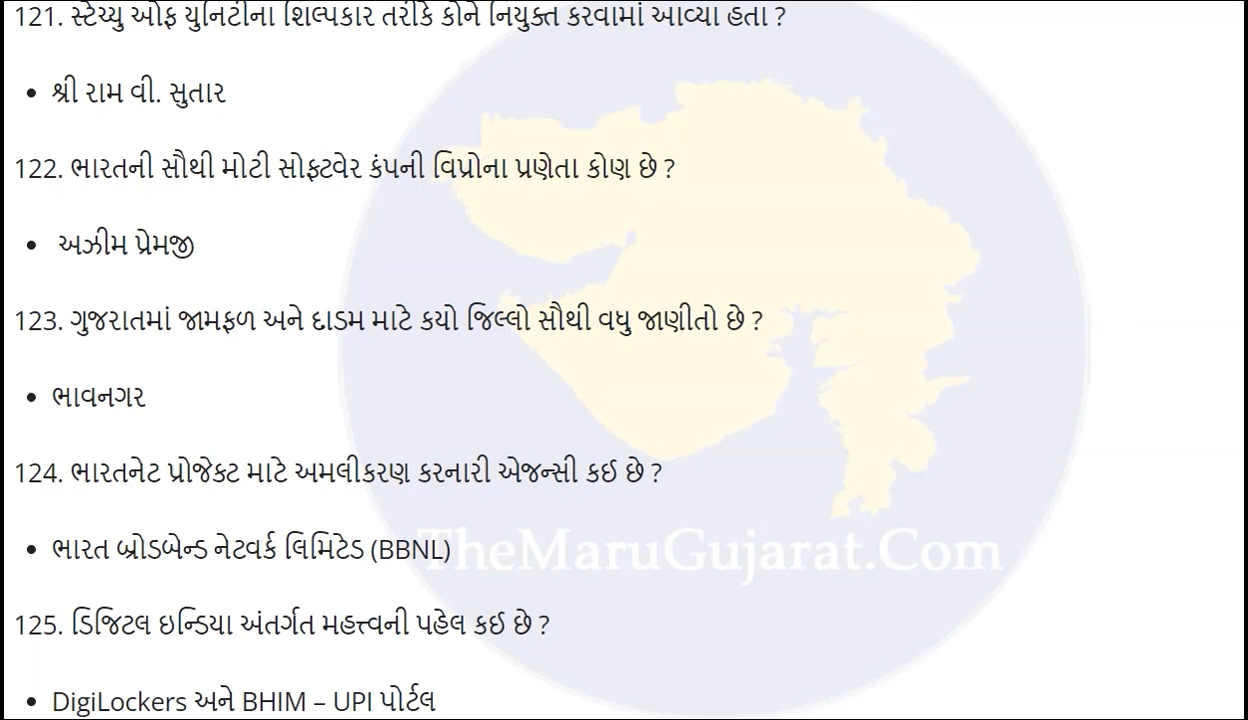 121. સ્ટેચ્યુ ઓફ યુનિટીના શિલ્પકાર તરીકે કોને નિયુક્ત કરવામાં આવ્યા હતા ?
• શ્રી રામ વી. સુતાર
122. ભારતની સૌથી મોટી સોફ્ટવેર કંપની વિપ્રોના પ્રણેતા કોણ છે ?
• અઝીમ પ્રેમજી
123. ગુજરાતમાં જામફળ અને દાડમ માટે કયો જિલ્લો સૌથી વધુ જાણીતો છે ?
• ભાવનગર
124. ભારતનેટ પ્રોજેક્ટ માટે અમલીકરણ કરનારી એજન્સી કઈ છે ?
• ભારત બ્રોડબેન્ડ નેટવર્ક લિમિટેડ (BBNL)
TheMaruGujarat.Com
125. ડિજિટલ ઇન્ડિયા અંતર્ગત મહત્ત્વની પહેલ કઈ છે ?
• DigiLockers અને BHIM – UPI પોર્ટલ